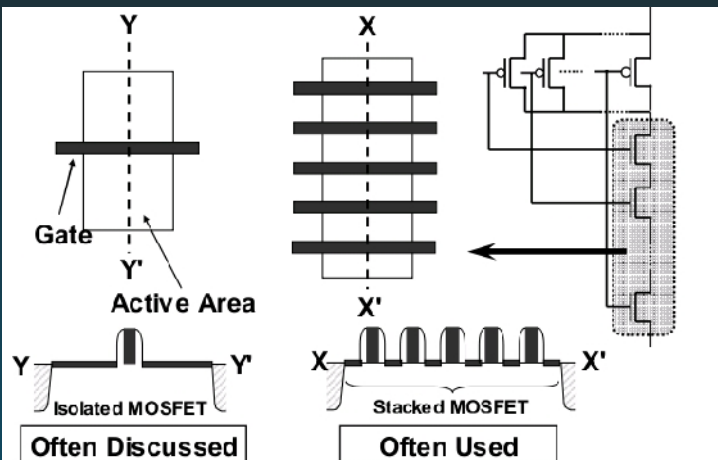 Y
X
Gate
Y'
Active Area
X'
Y
Y'
X
X'
Isolated MOSFET
Stacked MOSFET
Often Discussed
Often Used